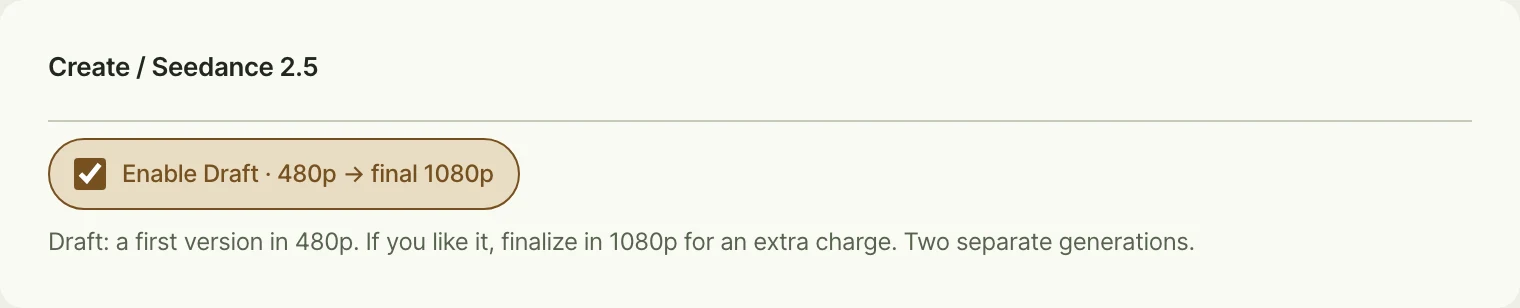 Create / Seedance 2.5
Enable Draft · 480p → final 1080p
Draft: a first version in 480p. If you like it, finalize in 1080p for an extra charge. Two separate generations.